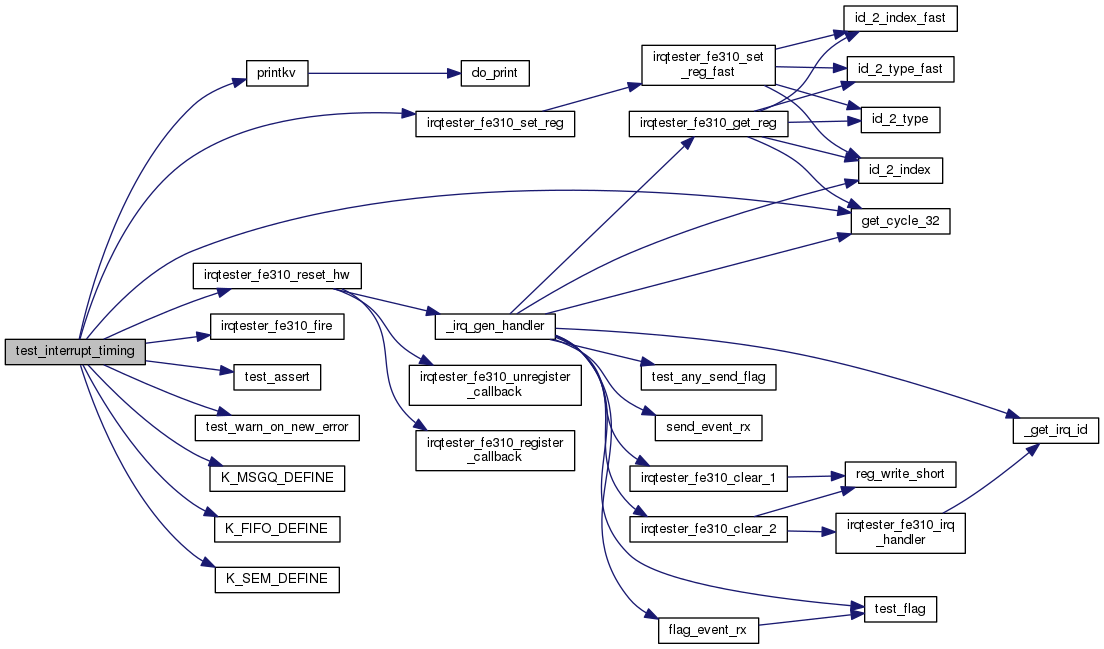 test_interrupt_timing
printkv
do_print
irqtester_fe310_set_reg
irqtester_fe310_reset_hw
irqtester_fe310_fire
test_assert
test_warn_on_new_error
K_MSGQ_DEFINE
K_FIFO_DEFINE
K_SEM_DEFINE
_irq_gen_handler
irqtester_fe310_unregister
_callback
irqtester_fe310_register
_callback
irqtester_fe310_set
_reg_fast
irqtester_fe310_get_reg
test_any_send_flag
send_event_rx
irqtester_fe310_clear_1
irqtester_fe310_clear_2
flag_event_rx
id_2_index_fast
id_2_type_fast
id_2_type
id_2_index
get_cycle_32
_get_irq_id
reg_write_short
irqtester_fe310_irq
_handler
test_flag